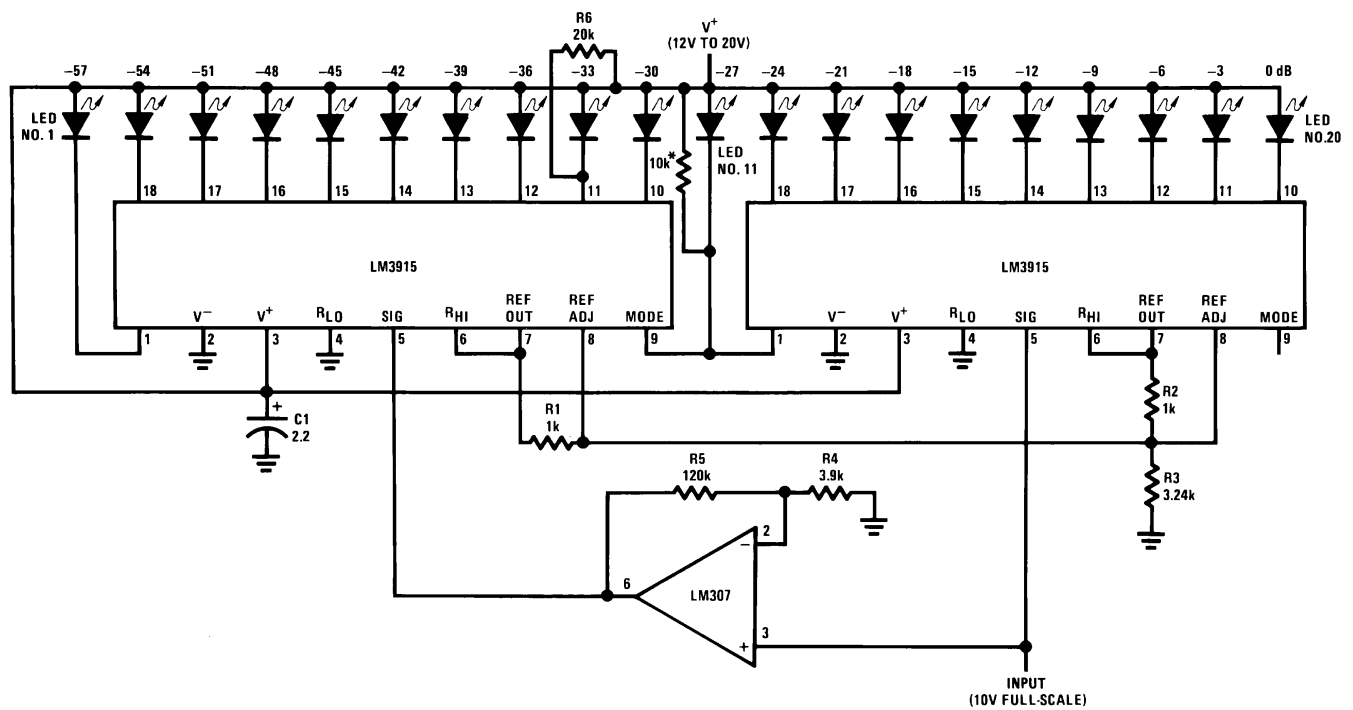 R6
20k
V+
(12V TO 20V)
–57 –54 –51 –48 –45 –42 –39 –36 –33 –30 –27 –24 –21 –18 –15 –12 –9 –6 –3 0 dB
LED
NO. 1
10k*
LED
NO. 11
LED
NO.20
18 17 16 15 14 13 12 11 10
18 17 16 15 14 13 12 11 10
LM3915
LM3915
V– V+ RLO SIG RHI REF OUT REF ADJ MODE
V– V+ RLO SIG RHI REF OUT REF ADJ MODE
1 2 3 4 5 6 7 8 9
1 2 3 4 5 6 7 8 9
+
C1
2.2
R1
1k
R2
1k
R5
120k
R4
3.9k
R3
3.24k
2
–
6
LM307
3
+
INPUT
(10V FULL-SCALE)